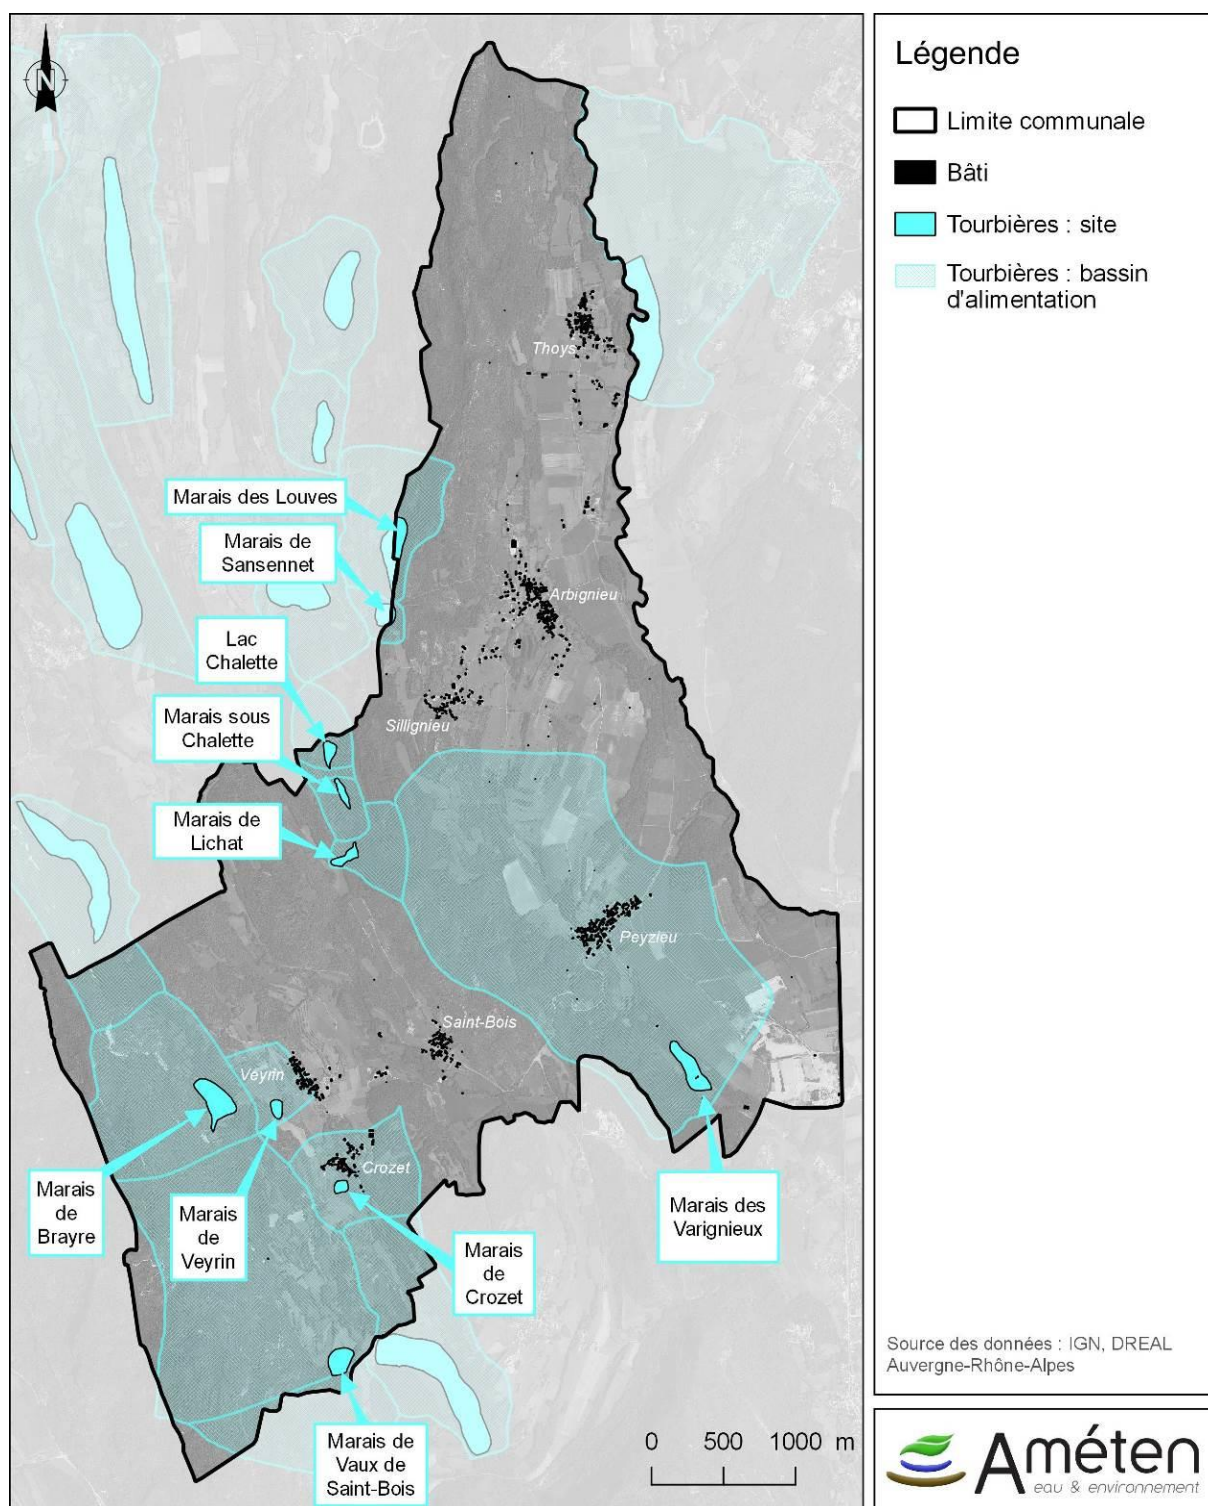 N
Thoys
Marais des Louves
Marais de
Sansennet
Arbignieu
Lac
Chalette
Marais sous
Chalette
Sillignieu
Marais de
Lichat
Peyzieu
Saint-Bois
Veyrin
Crozet
Marais
de
Brayre
Marais
de
Veyrin
Marais
de
Crozet
Marais des
Varignieux
Marais de
Vaux de
Saint-Bois
0 500 1000 m
Légende
Limite communale
Bâti
Tourbières : site
Tourbières : bassin
d'alimentation
Source des données : IGN, DREAL
Auvergne-Rhône-Alpes
Améten
eau & environnement